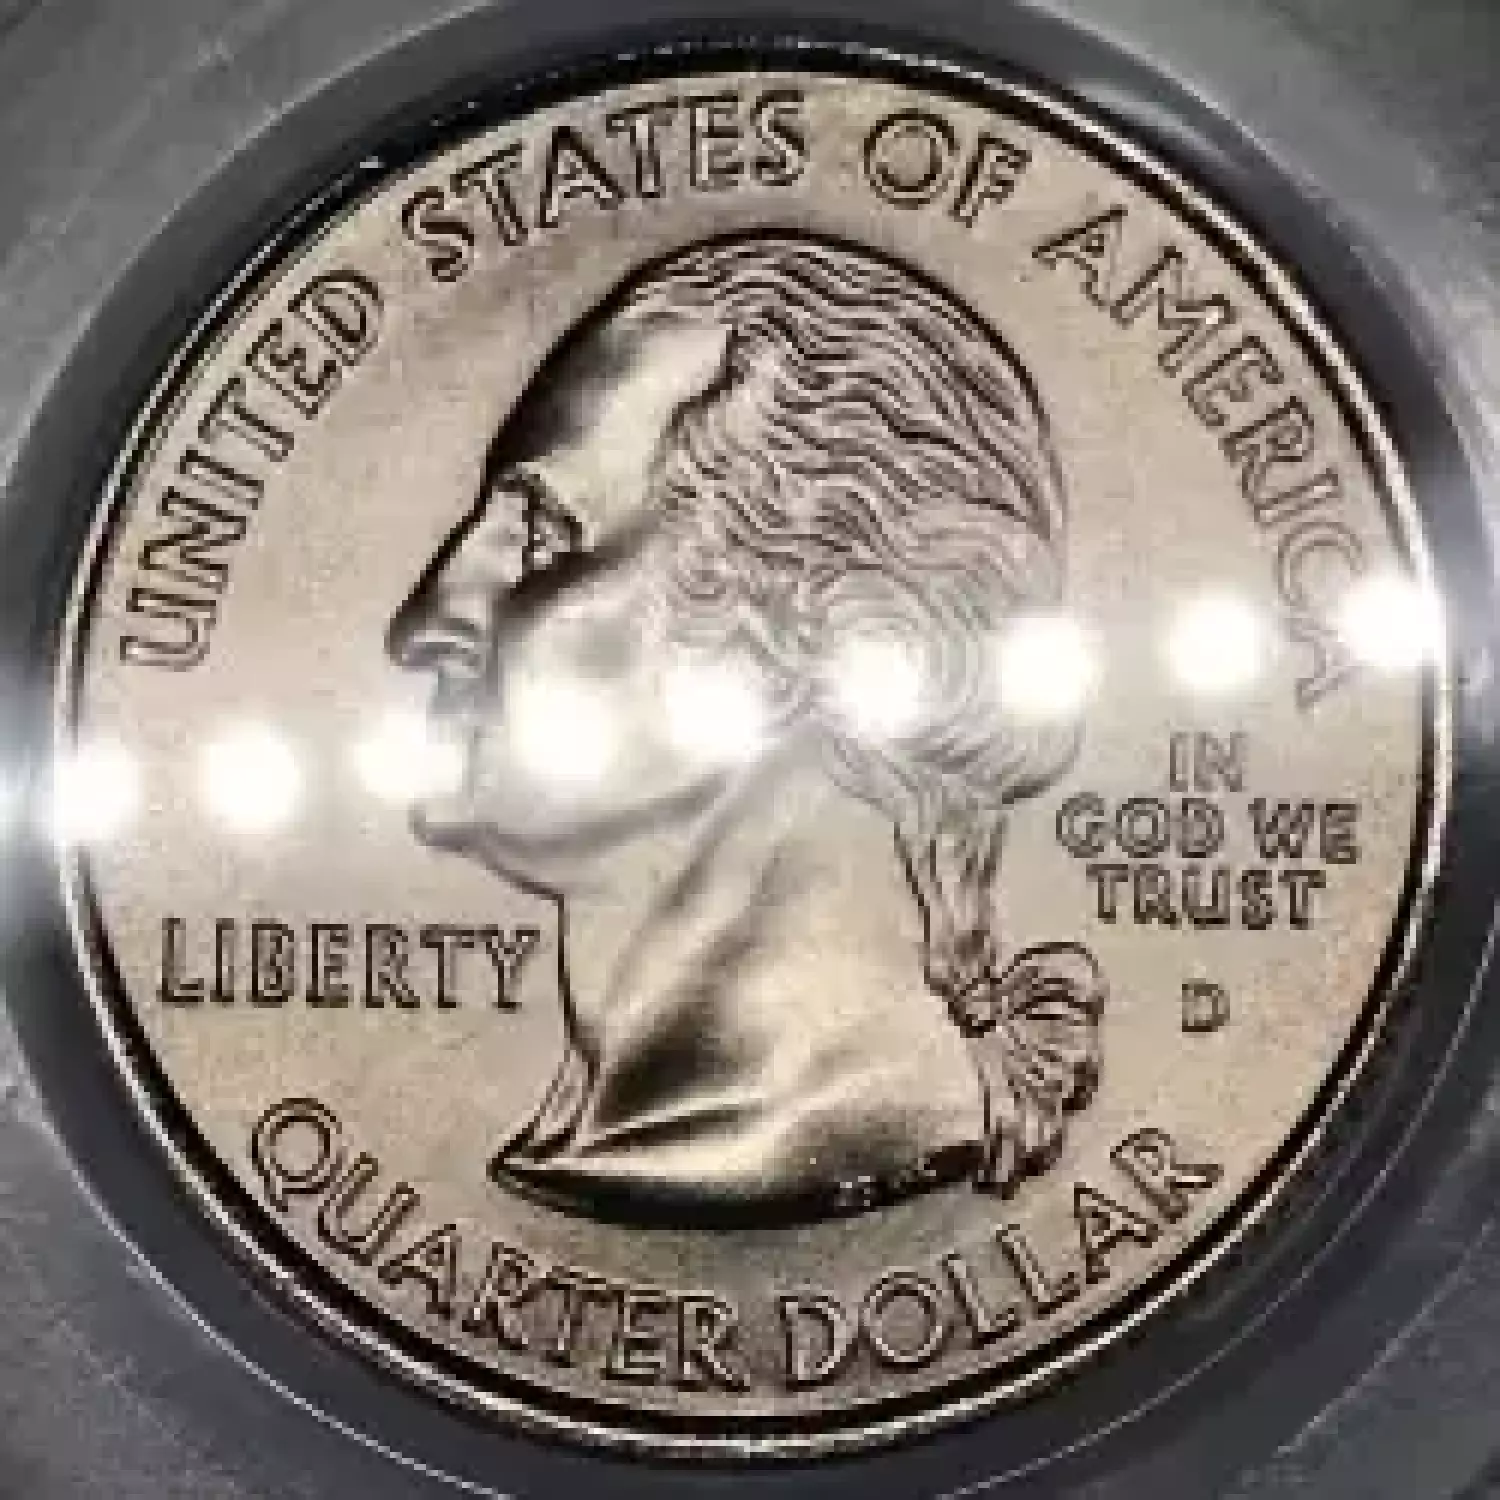 UNITED STATES OF AMERICA
LIBERTY
IN
GOD WE
TRUST
D
QUARTER DOLLAR